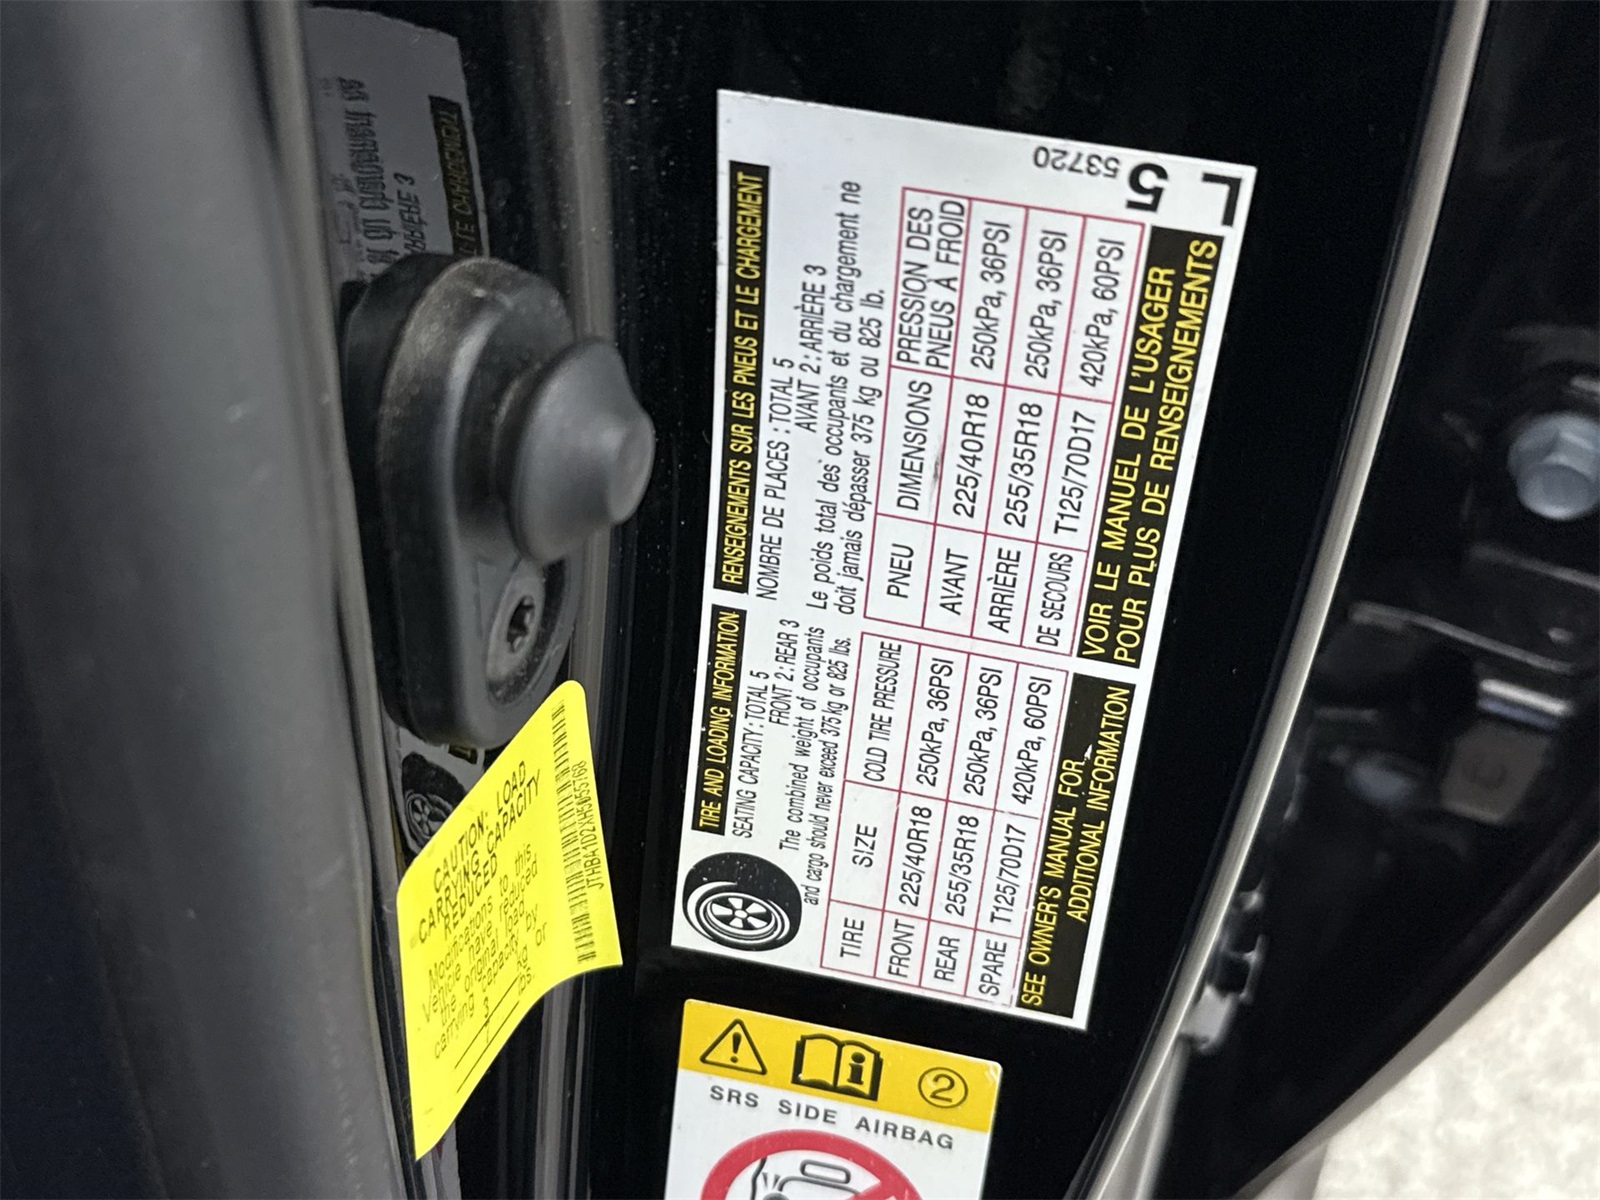 TIRE AND LOADING INFORMATION
SEATING CAPACITY : TOTAL 5
FRONT 2 : REAR 3
The combined weight of occupants
and cargo should never exceed 375 kg or 825 lbs.
TIRE SIZE COLD TIRE PRESSURE
FRONT 225/40R18 250kPa, 36PSI
REAR 255/35R18 250kPa, 36PSI
SPARE T125/70D17 420kPa, 60PSI
SEE OWNER'S MANUAL FOR
ADDITIONAL INFORMATION
RENSEIGNEMENTS SUR LES PNEUS ET LE CHARGEMENT
NOMBRE DE PLACES : TOTAL 5
AVANT 2 : ARRIÈRE 3
Le poids total des occupants et du chargement ne
doit jamais dépasser 375 kg ou 825 lb.
PNEU DIMENSIONS PRESSION DES
PNEUS À FROID
AVANT 225/40R18 250kPa, 36PSI
ARRIÈRE 255/35R18 250kPa, 36PSI
DE SECOURS T125/70D17 420kPa, 60PSI
VOIR LE MANUEL DE L'USAGER
POUR PLUS DE RENSEIGNEMENTS
53720
5
L
CAUTION: LOAD
CARRYING CAPACITY
REDUCED
Modifications to this
vehicle have reduced
the original load
carrying capacity by
3 kg or
SRS SIDE AIRBAG
2